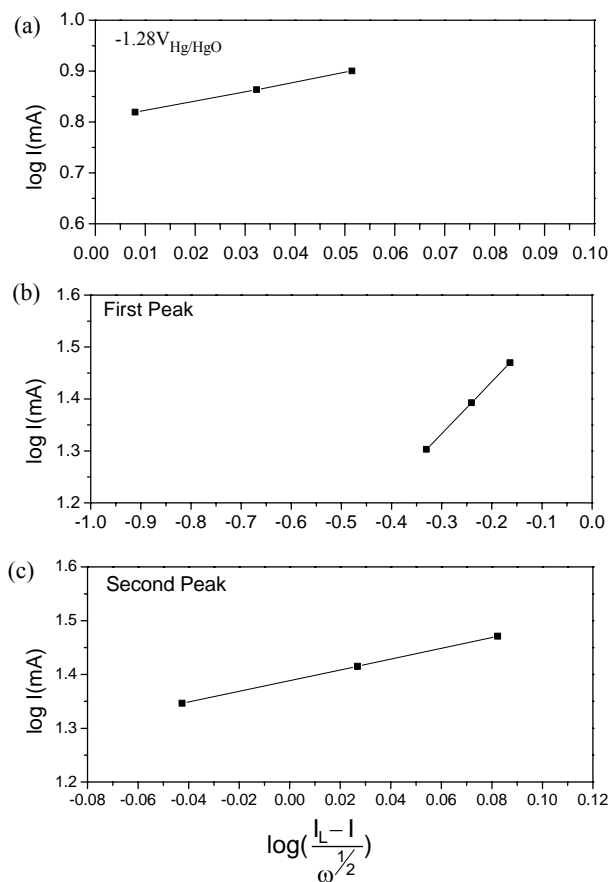 (a)
-1.28V Hg/HgO
log I(mA)
1.0
0.9
0.8
0.7
0.6
0.00 0.01 0.02 0.03 0.04 0.05 0.06 0.07 0.08 0.09 0.10
(b)
First Peak
log I(mA)
1.6
1.5
1.4
1.3
1.2
-1.0 -0.9 -0.8 -0.7 -0.6 -0.5 -0.4 -0.3 -0.2 -0.1 0.0
(c)
Second Peak
log I(mA)
1.6
1.5
1.4
1.3
1.2
-0.08 -0.06 -0.04 -0.02 0.00 0.02 0.04 0.06 0.08 0.10 0.12
log(I_L – I / ω^1/2)